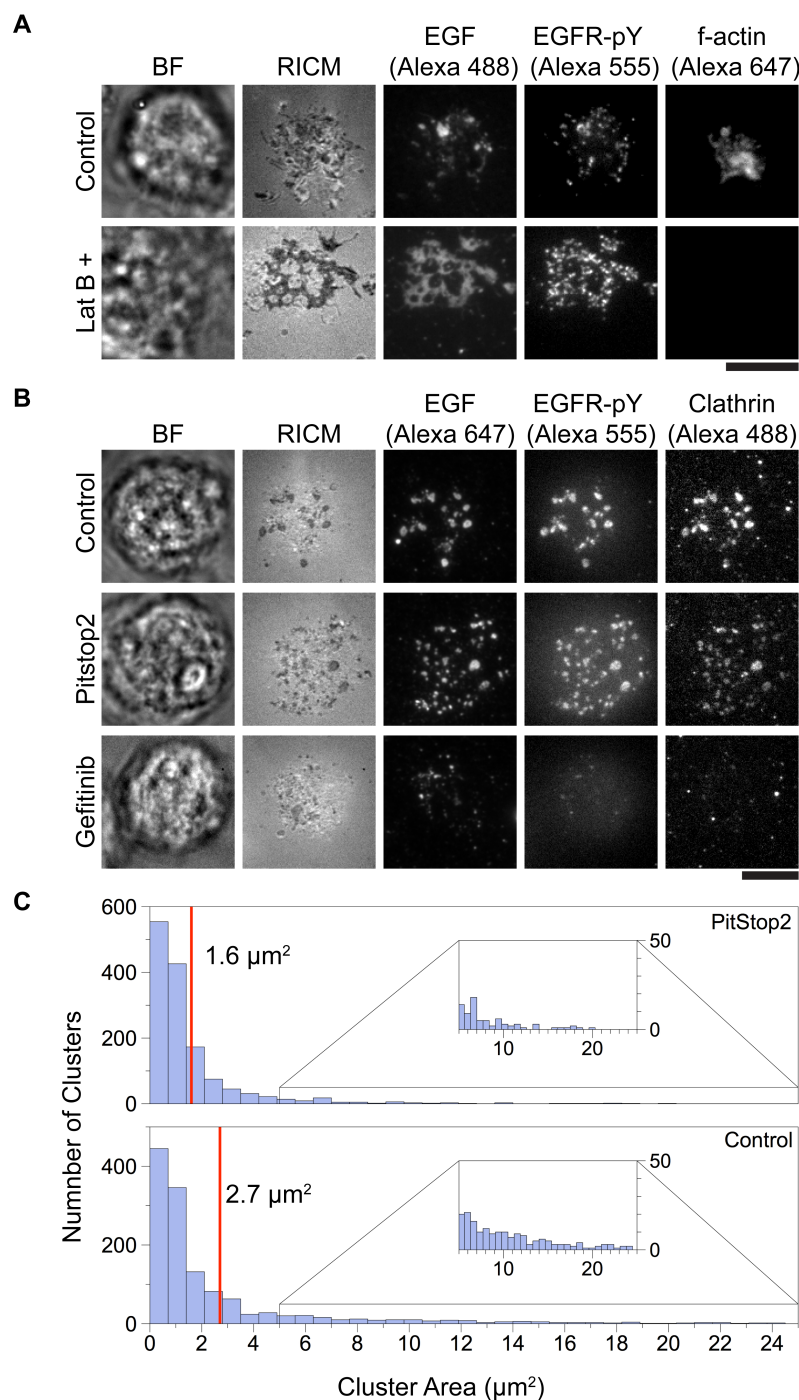 A
EGF EGFR-pY f-actin
BF RICM (Alexa 488) (Alexa 555) (Alexa 647)
Control
Lat B +
B
EGF EGFR-pY Clathrin
BF RICM (Alexa 647) (Alexa 555) (Alexa 488)
Control
Pitstop2
Gefitinib
C
600
400
200
0
PitStop2
1.6 µm²
50
0
10 20
Numnber of Clusters
400
200
0
Control
2.7 µm²
50
0
10 20
0 2 4 6 8 10 12 14 16 18 20 22 24
Cluster Area (µm²)